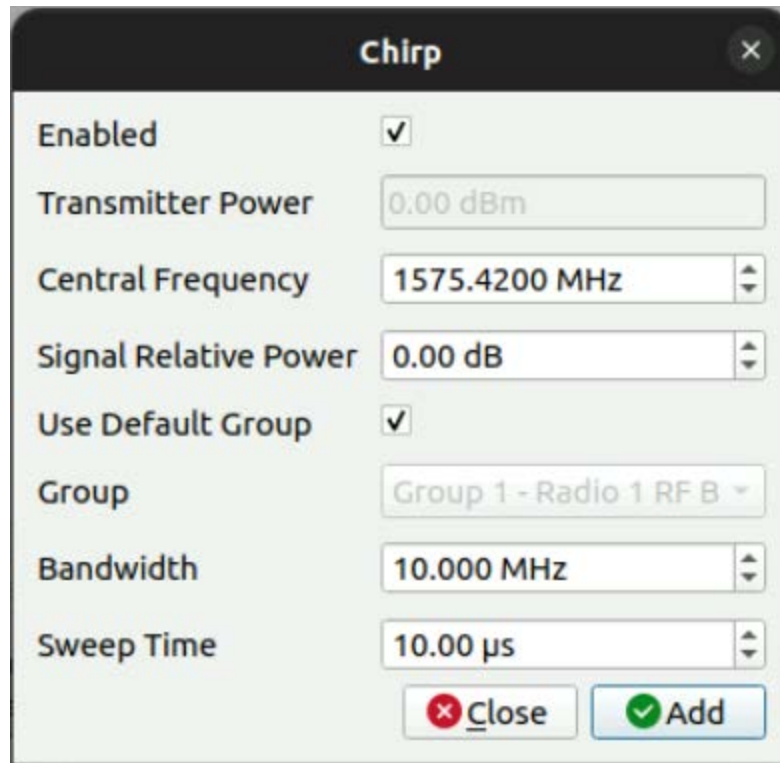 Chirp
Enabled
Transmitter Power 0.00 dBm
Central Frequency 1575.4200 MHz
Signal Relative Power 0.00 dB
Use Default Group
Group Group 1 - Radio 1 RF B
Bandwidth 10.000 MHz
Sweep Time 10.00 µs
Close Add